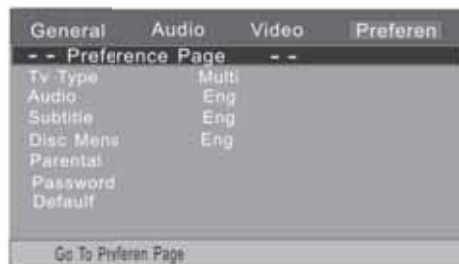 General Audio Video Preferen
- - Preference Page - -
Tv Type Multi
Audio Eng
Subtitle Eng
Disc Menu Eng
Parental
Password
Defaulf
Go To Preferen Page